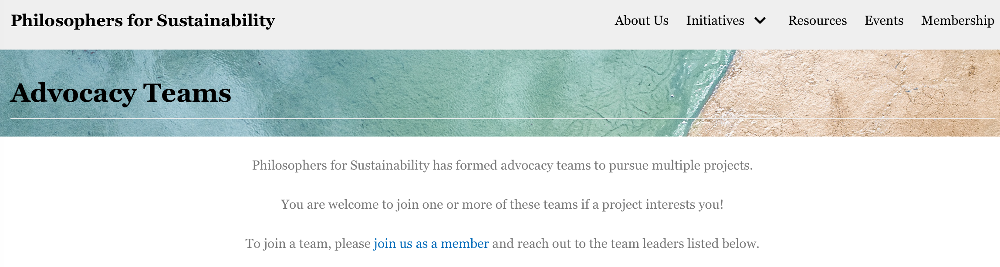 Philosophers for Sustainability
About Us Initiatives Resources Events Membership
Advocacy Teams
Philosophers for Sustainability has formed advocacy teams to pursue multiple projects.
You are welcome to join one or more of these teams if a project interests you!
To join a team, please join us as a member and reach out to the team leaders listed below.